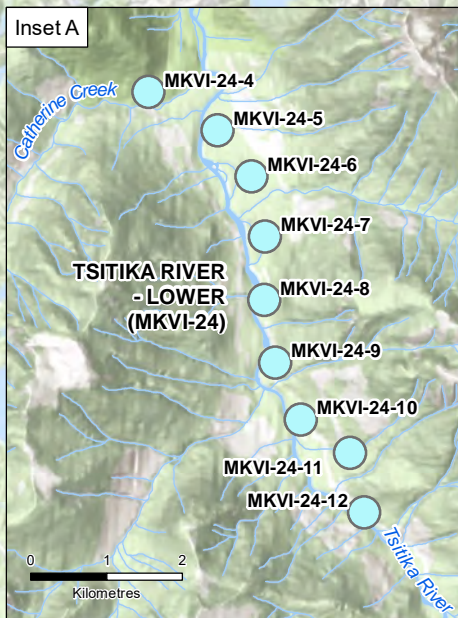 Inset A
MKVI-24-4
Catherine Creek
MKVI-24-5
MKVI-24-6
MKVI-24-7
TSITIKA RIVER
- LOWER
(MKVI-24)
MKVI-24-8
MKVI-24-9
MKVI-24-10
MKVI-24-11
MKVI-24-12
Tsitika River
0 1 2
Kilometres